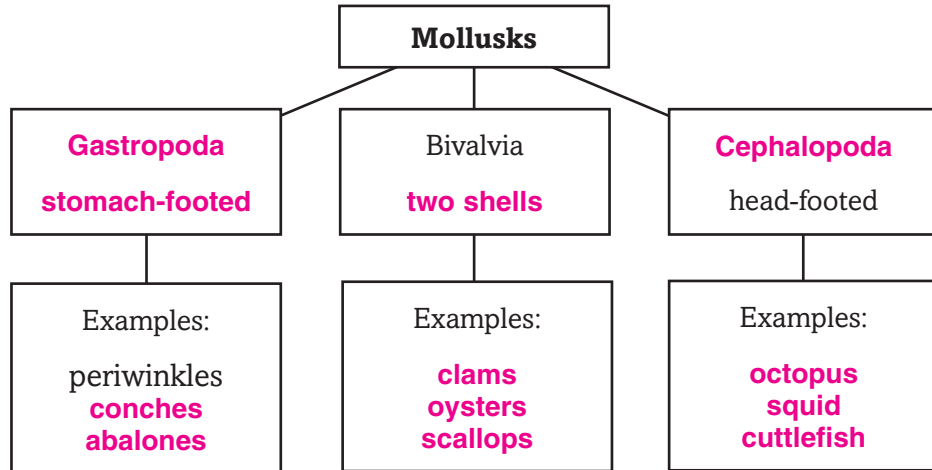 Mollusks
Gastropoda
stomach-footed
Bivalvia
two shells
Cephalopoda
head-footed
Examples:
periwinkles
conches
abalones
Examples:
clams
oysters
scallops
Examples:
octopus
squid
cuttlefish